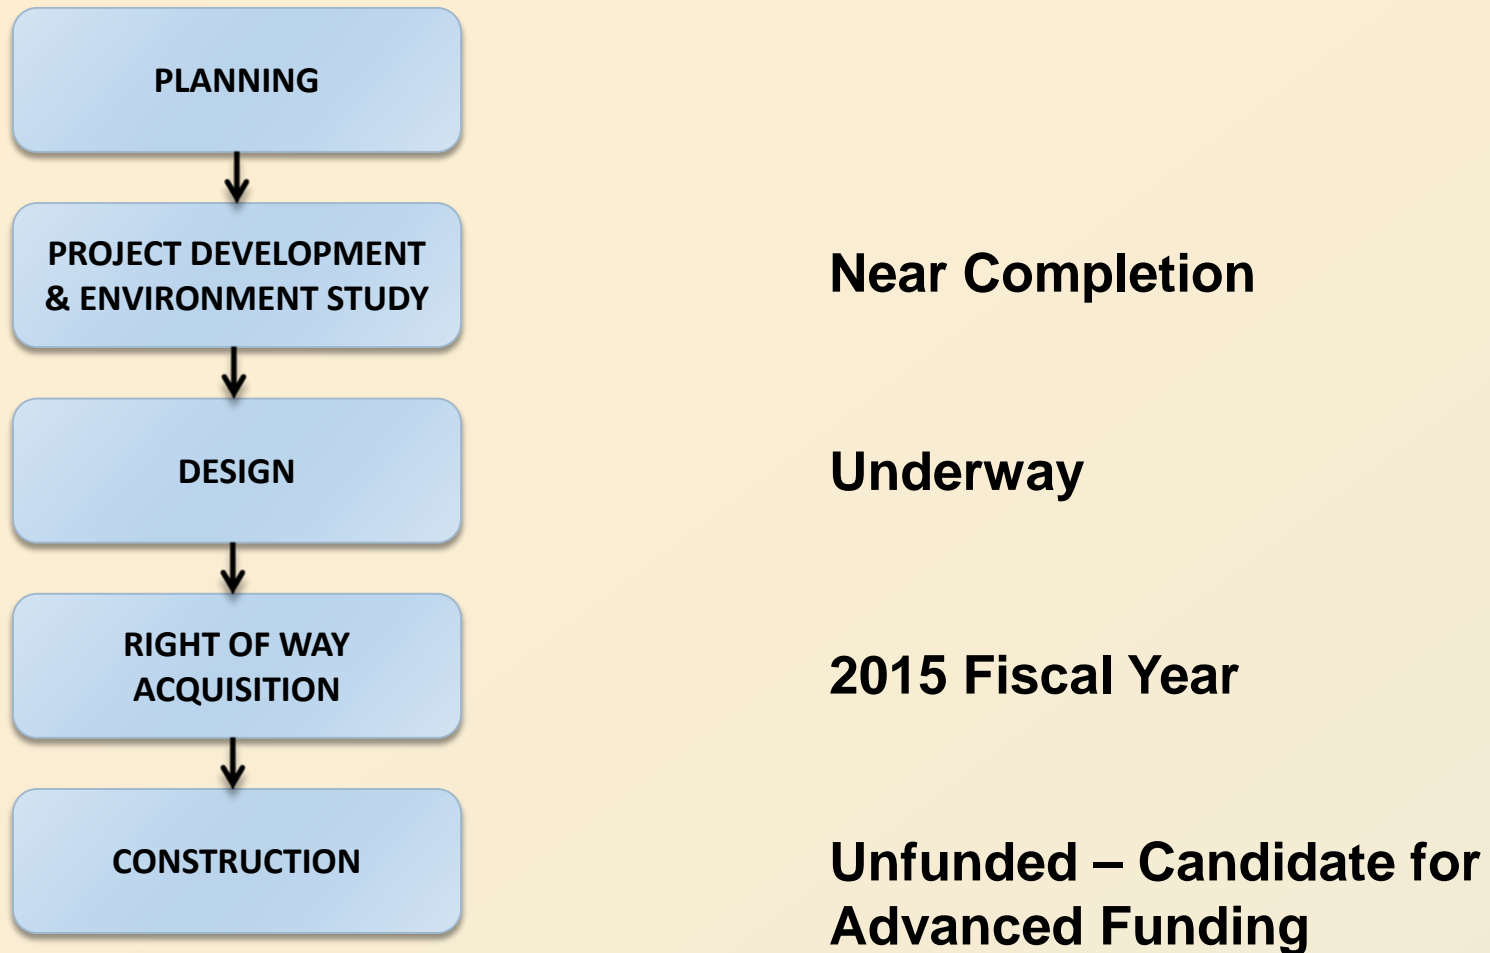 PLANNING
PROJECT DEVELOPMENT
& ENVIRONMENT STUDY
Near Completion
DESIGN
Underway
RIGHT OF WAY
ACQUISITION
2015 Fiscal Year
CONSTRUCTION
Unfunded – Candidate for
Advanced Funding